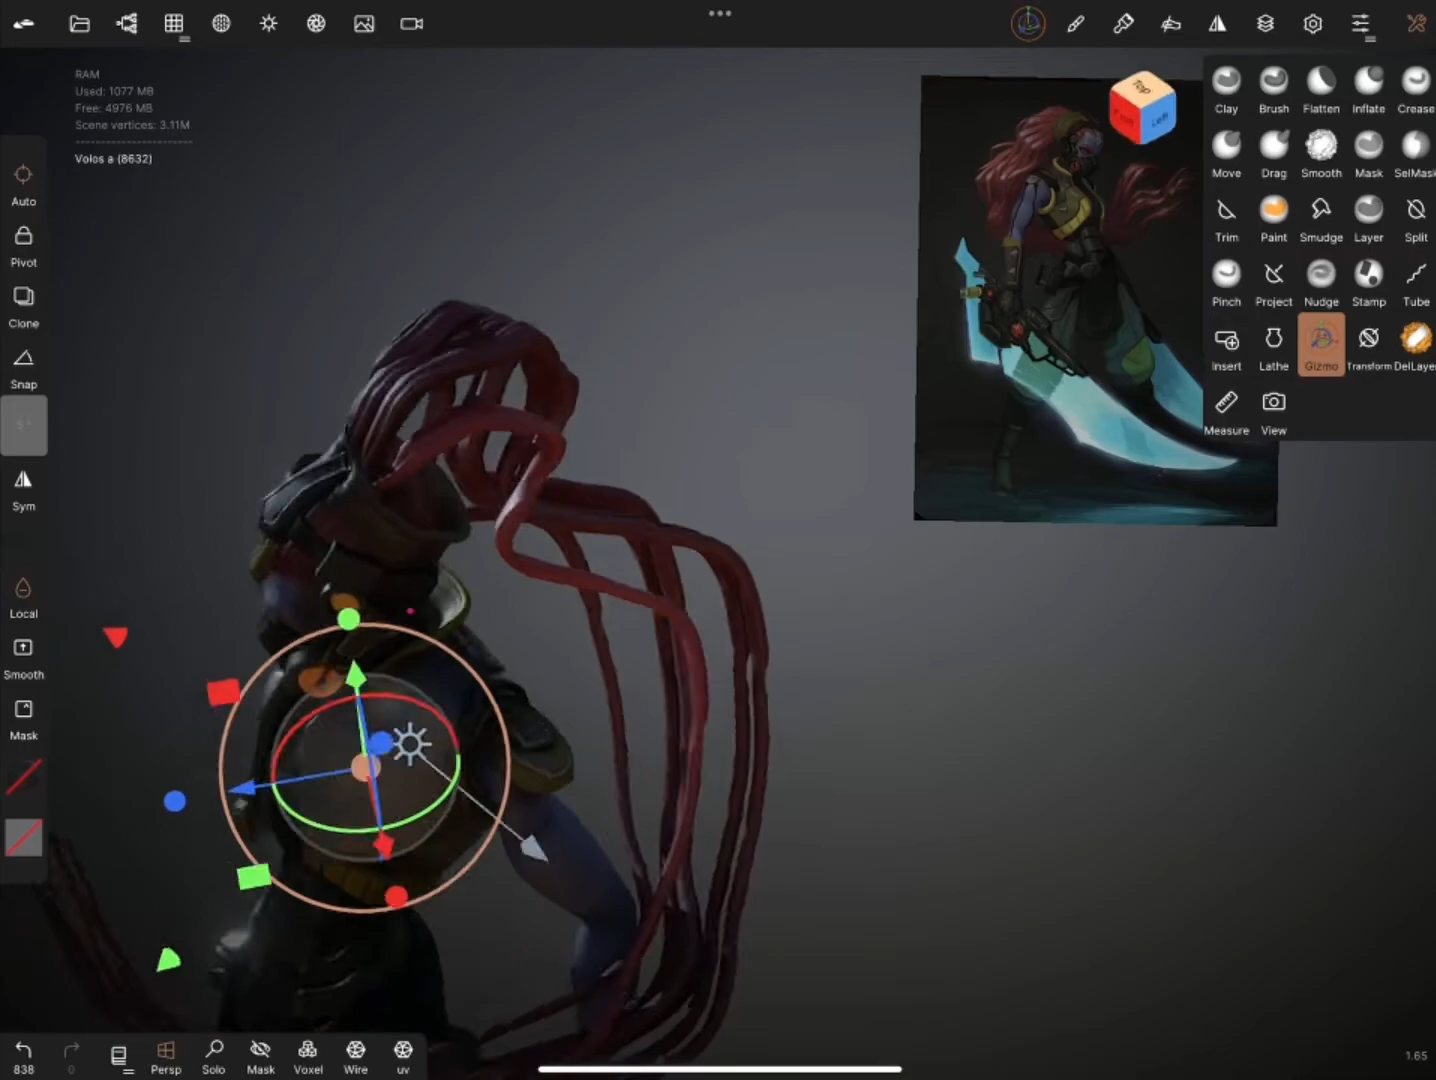 RAM
Used: 1077 MB
Free: 4976 MB
Scene vertices: 3.11M
Volos a (8632)
Auto
Pivot
Clone
Snap
Sym
Local
Smooth
Mask
Top
Left
Clay Brush Flatten Inflate Crease
Move Drag Smooth Mask SelMask
Trim Paint Smudge Layer Split
Pinch Project Nudge Stamp Tube
Insert Lathe Gizmo Transform DelLayer
Measure View
838 0 Persp Solo Mask Voxel Wire uv
1.65